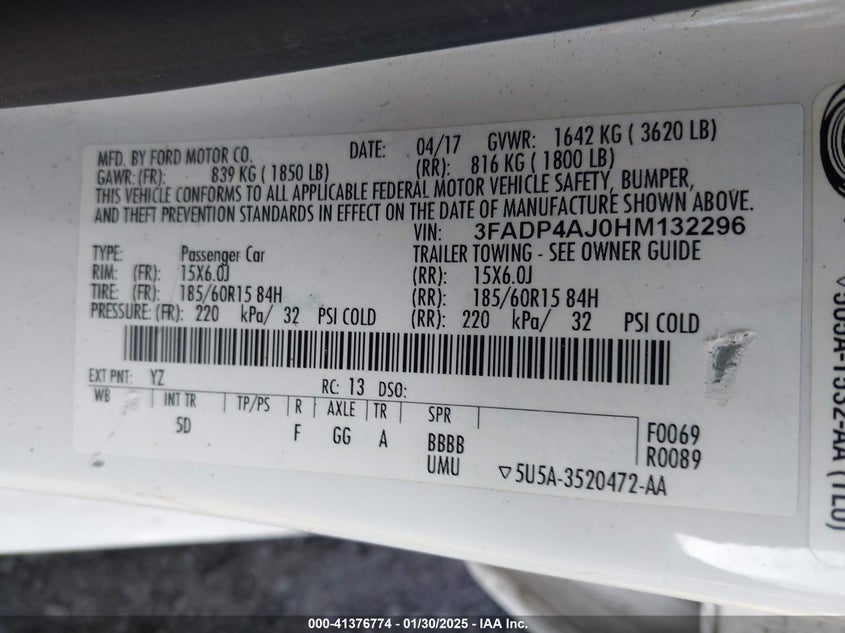 MFD. BY FORD MOTOR CO. DATE: 04/17 GVWR: 1642 KG ( 3620 LB)
GAWR: (FR): 839 KG ( 1850 LB) (RR): 816 KG ( 1800 LB)
THIS VEHICLE CONFORMS TO ALL APPLICABLE FEDERAL MOTOR VEHICLE SAFETY, BUMPER,
AND THEFT PREVENTION STANDARDS IN EFFECT ON THE DATE OF MANUFACTURE SHOWN ABOVE.
VIN: 3FADP4AJ0HM132296
TYPE: Passenger Car TRAILER TOWING - SEE OWNER GUIDE
RIM: (FR): 15X6.0J (RR): 15X6.0J
TIRE: (FR): 185/60R15 84H (RR): 185/60R15 84H
PRESSURE: (FR): 220 kPa/ 32 PSI COLD (RR): 220 kPa/ 32 PSI COLD
EXT PNT: YZ RC: 13 DSO:
WB INT TR TP/PS R AXLE TR SPR
5D F GG A BBBB F0069
UMU R0089
▽5U5A-3520472-AA
000-41376774 / 01/30/2025 - IAA Inc.